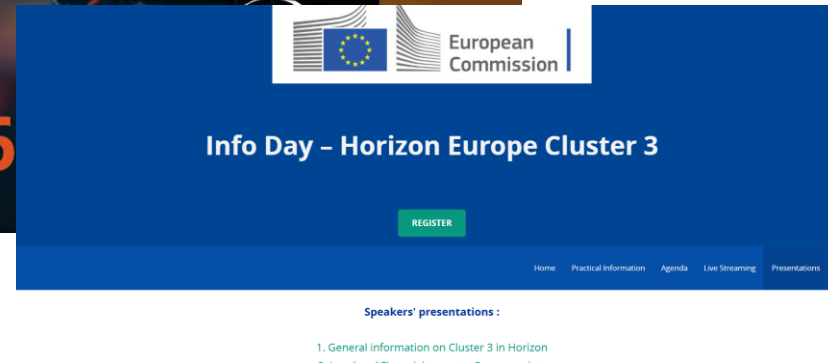 European
Commission
Info Day – Horizon Europe Cluster 3
REGISTER
Home Practical Information Agenda Live Streaming Presentations
Speakers' presentations :
1. General information on Cluster 3 in Horizon